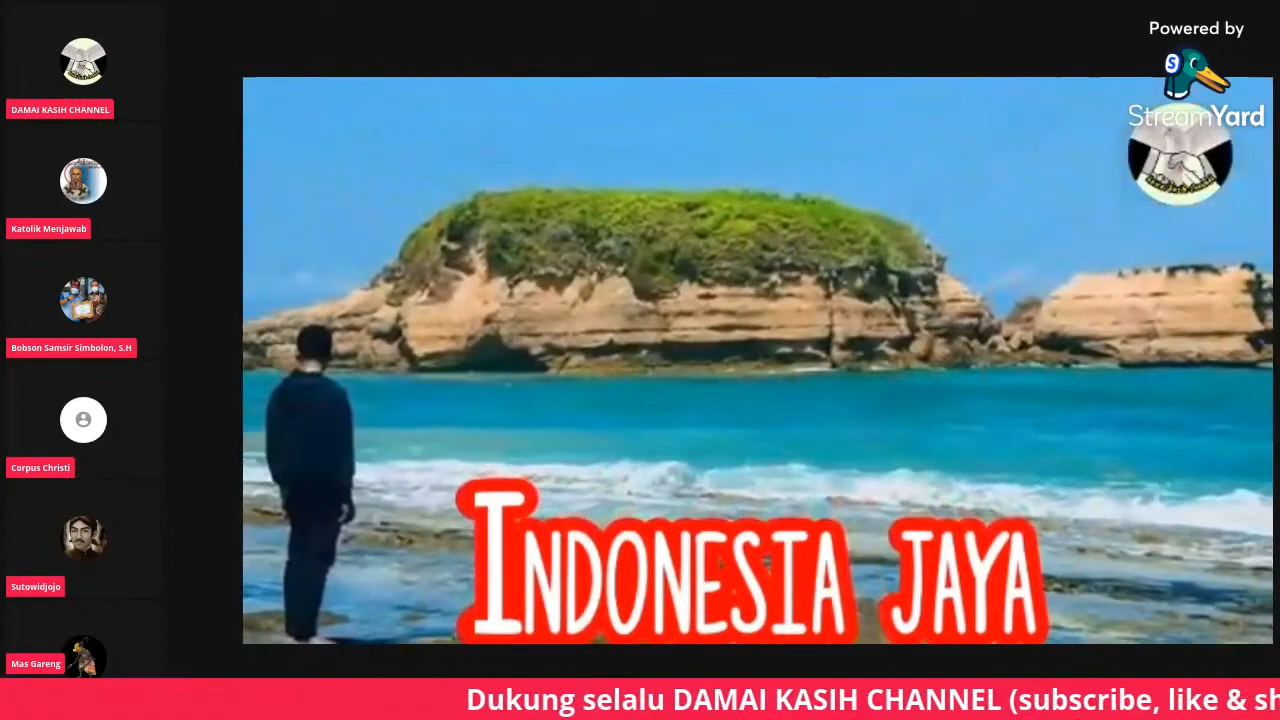 Powered by
StreamYard
DAMAI KASIH CHANNEL
Katolik Menjawab
Bobson Samsir Simbolon, S.H
Corpus Christi
Sutowidjojo
Mas Gareng
INDONESIA JAYA
Dukung selalu DAMAI KASIH CHANNEL (subscribe, like & sh